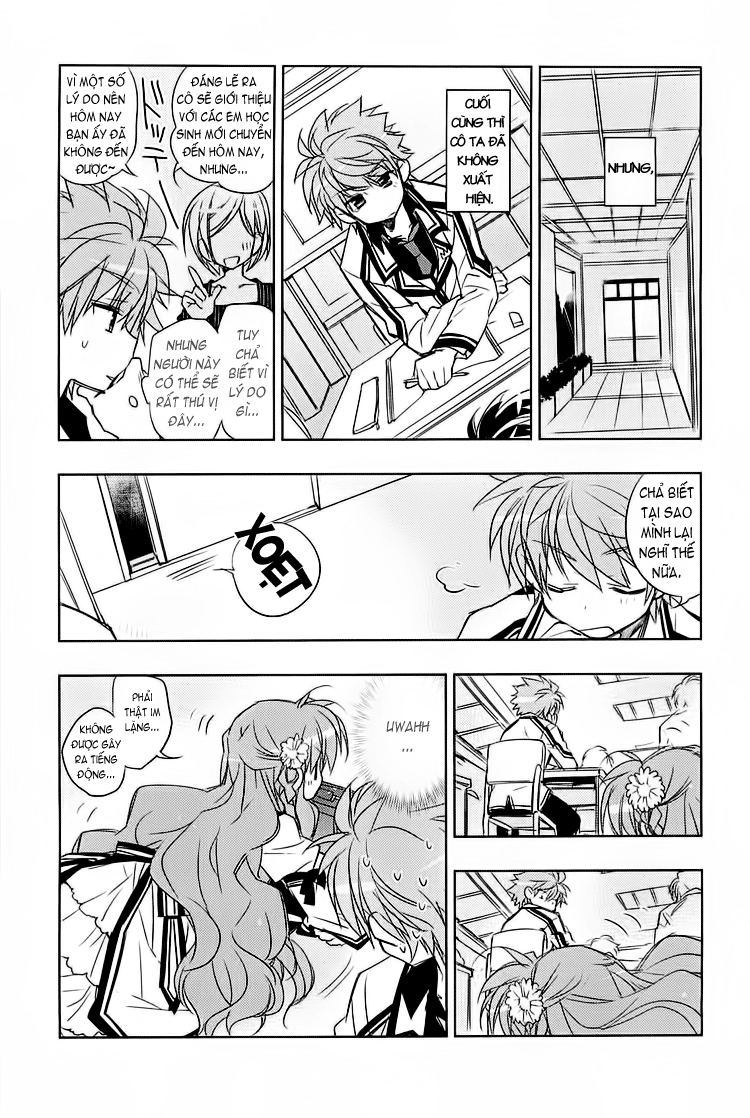 NHƯNG,
CUỐI
CÙNG THÌ
CÔ TA ĐÃ
KHÔNG
XUẤT
HIỆN.
ĐÁNG LẼ RA
CÔ SẼ GIỚI THIỆU
VỚI CÁC EM HỌC
SINH MỚI CHUYỂN
ĐẾN HÔM NAY,
NHƯNG...
VÌ MỘT SỐ
LÝ DO NÊN
HÔM NAY
BẠN ẤY ĐÃ
KHÔNG ĐẾN
ĐƯỢC~
TUY
CHẢ BIẾT VÌ
LÝ DO
GÌ...
NHƯNG
NGƯỜI NÀY
CÓ THỂ SẼ
RẤT THÚ VỊ
ĐÂY...
CHẢ BIẾT
TẠI SAO
MÌNH LẠI
NGHĨ THẾ
NỮA.
XOẸT
UWAHH
...
PHẢI
THẬT IM
LẶNG...
KHÔNG
ĐƯỢC GÂY
RA TIẾNG
ĐỘNG...